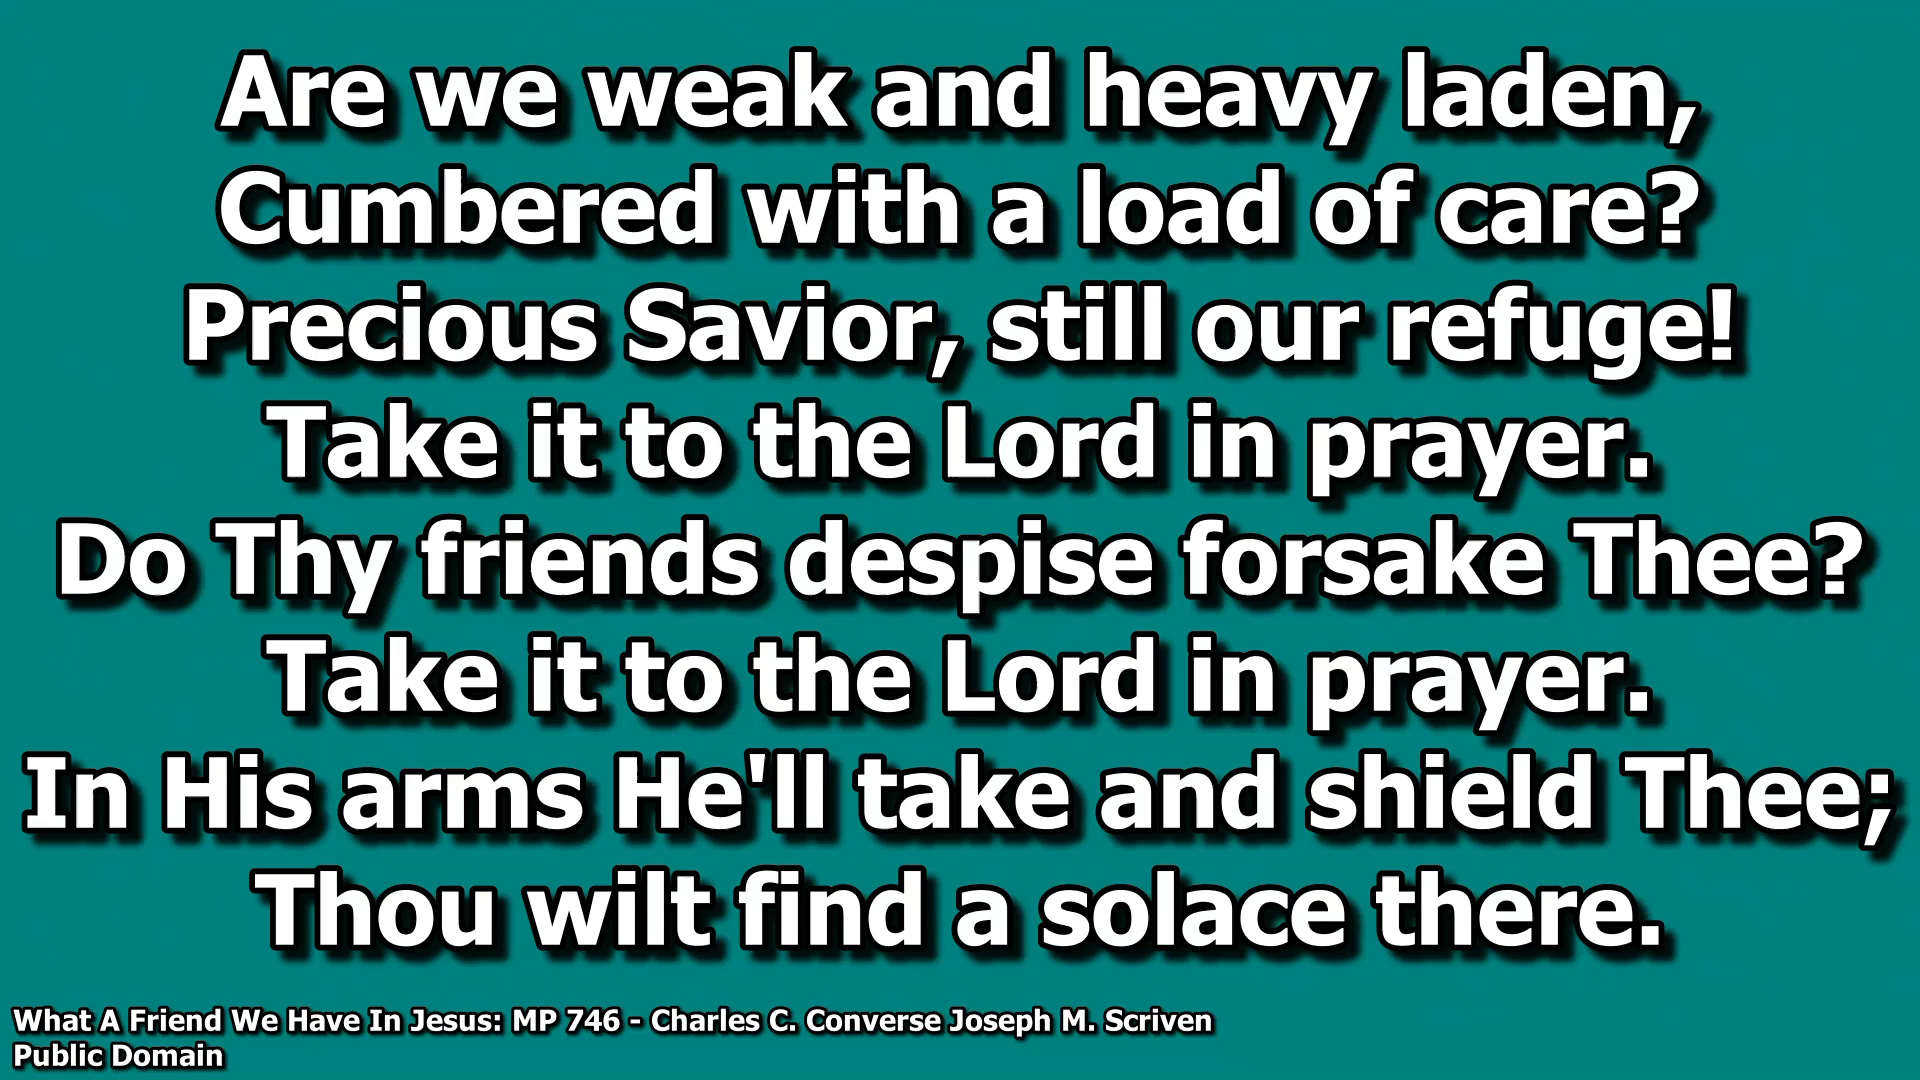 Are we weak and heavy laden,
Cumbered with a load of care?
Precious Savior, still our refuge!
Take it to the Lord in prayer.
Do Thy friends despise forsake Thee?
Take it to the Lord in prayer.
In His arms He'll take and shield Thee;
Thou wilt find a solace there.
What A Friend We Have In Jesus: MP 746 - Charles C. Converse Joseph M. Scriven
Public Domain